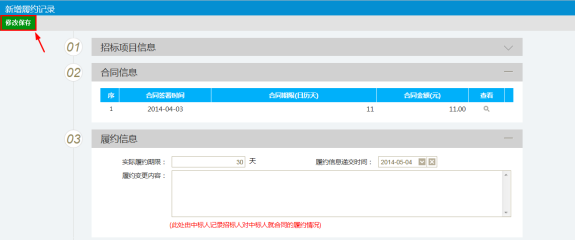 新增履约记录
修改保存
01 招标项目信息
02 合同信息
序 合同签署时间 合同期限(日历天) 合同金额(元) 查看
1 2014-04-03 11 11.00
03 履约信息
实际履约期限： 30 天 履约信息递交时间： 2014-05-04
履约变更内容：
(此处由中标人记录招标人对中标人就合同的履约情况)